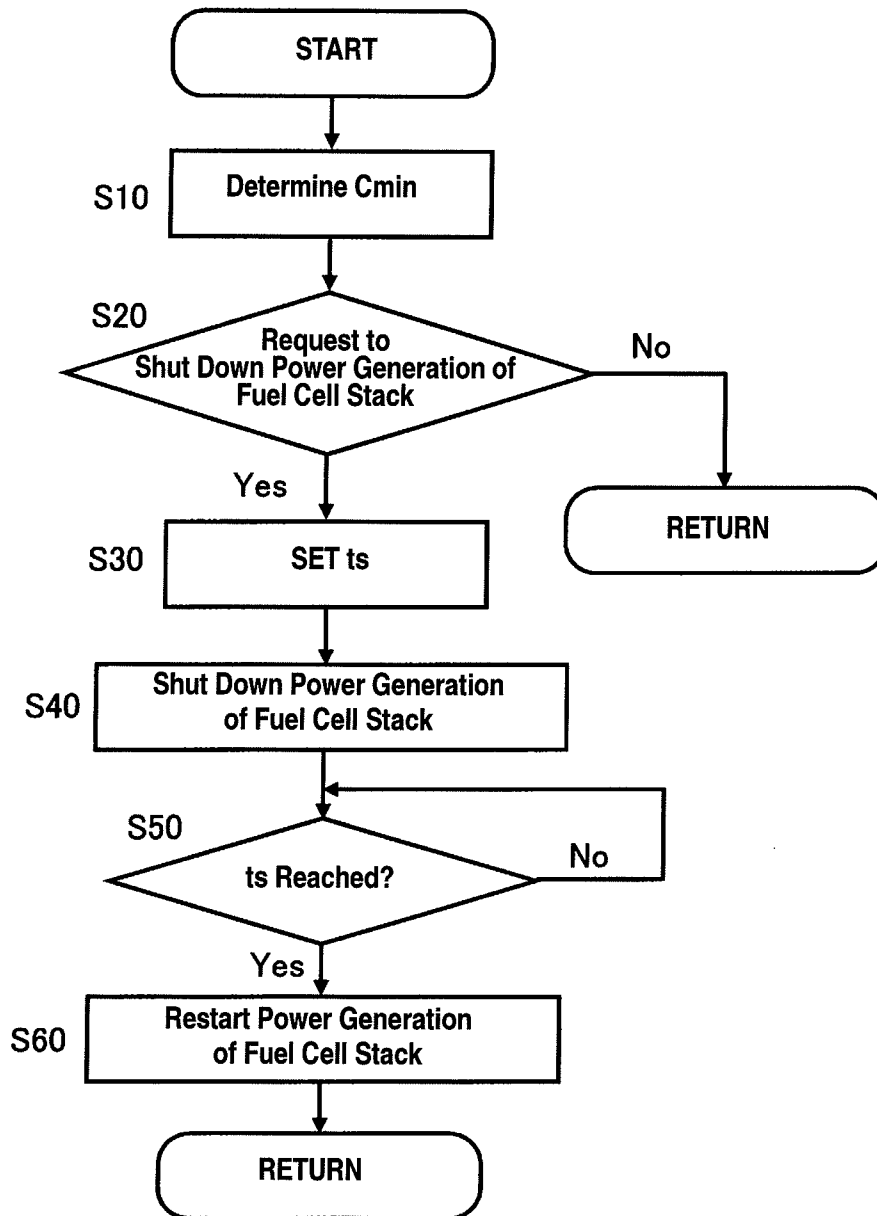 START
S10
Determine Cmin
S20
Request to
Shut Down Power Generation of
Fuel Cell Stack
No
Yes
RETURN
S30
SET ts
S40
Shut Down Power Generation
of Fuel Cell Stack
S50
ts Reached?
No
Yes
S60
Restart Power Generation
of Fuel Cell Stack
RETURN